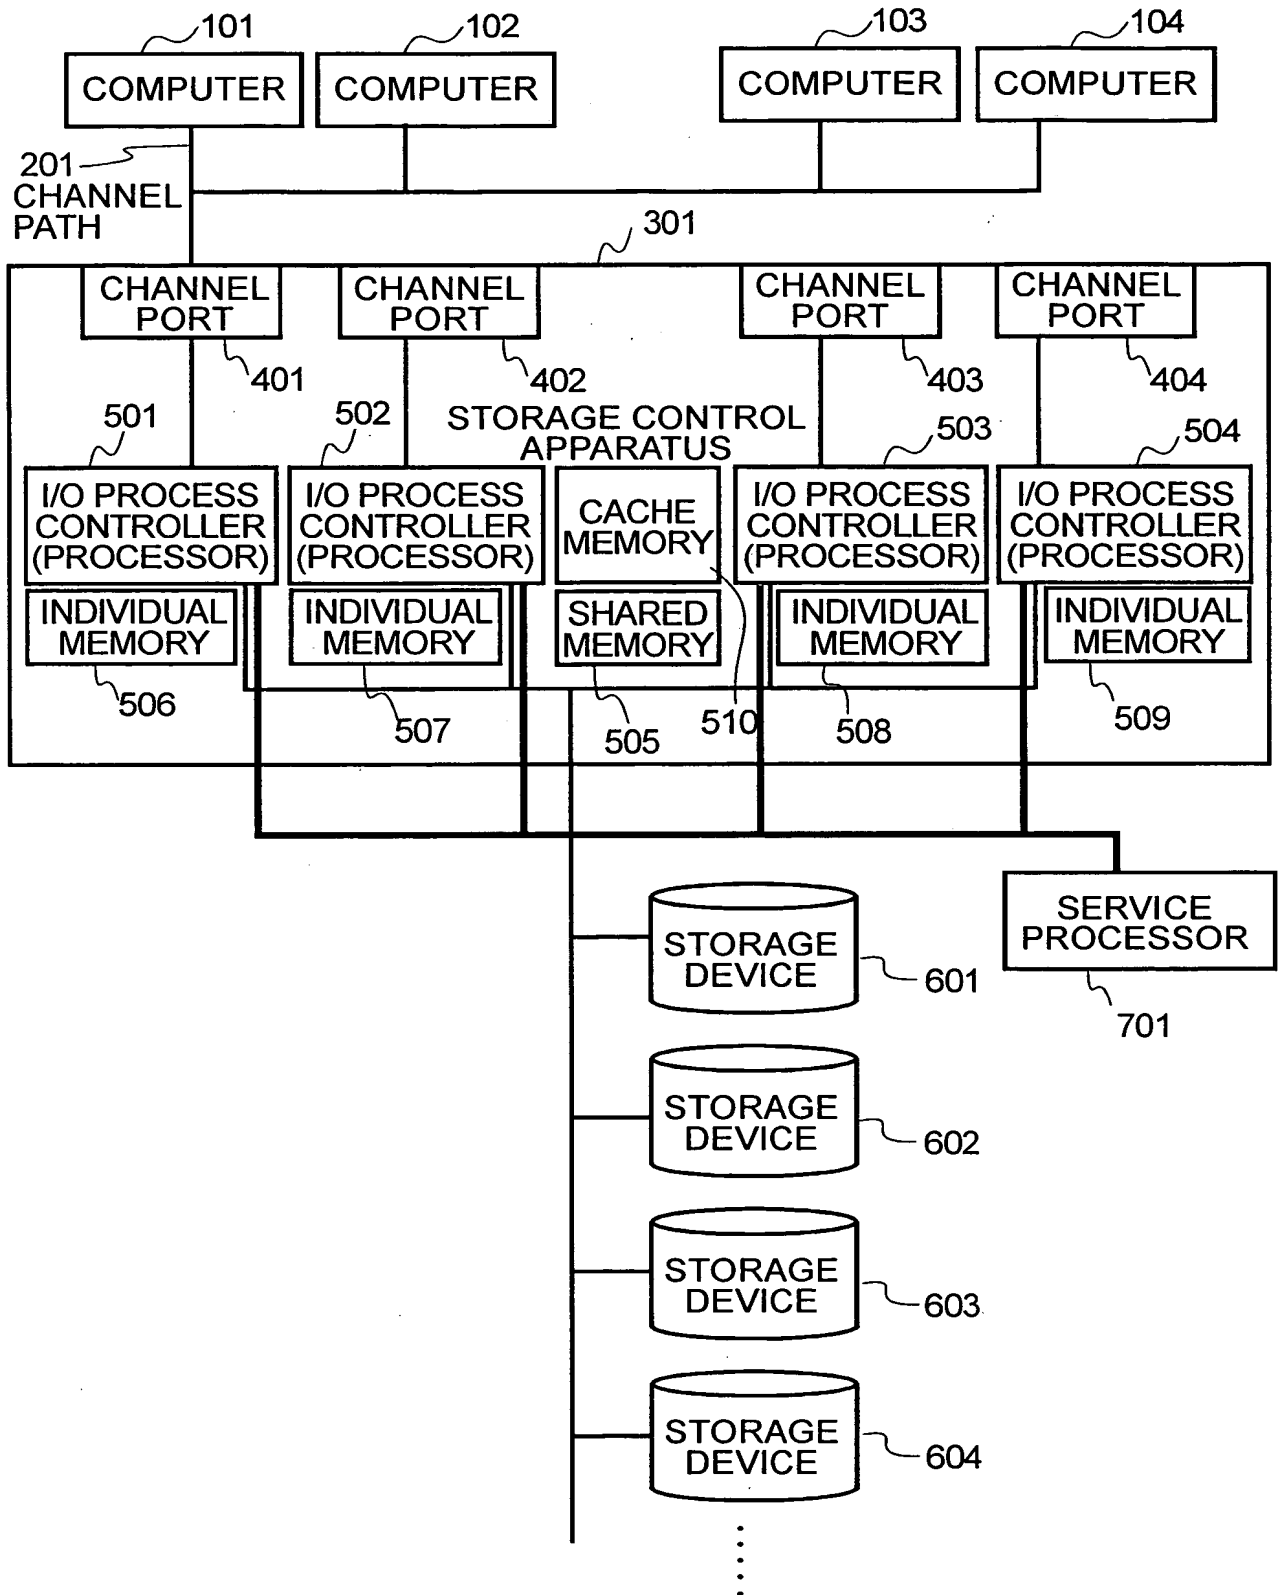 101
102
103
104
COMPUTER
COMPUTER
COMPUTER
COMPUTER
201
CHANNEL
PATH
301
CHANNEL
PORT
CHANNEL
PORT
CHANNEL
PORT
CHANNEL
PORT
401
402
403
404
STORAGE CONTROL
APPARATUS
501
502
503
504
I/O PROCESS
CONTROLLER
(PROCESSOR)
I/O PROCESS
CONTROLLER
(PROCESSOR)
CACHE
MEMORY
I/O PROCESS
CONTROLLER
(PROCESSOR)
I/O PROCESS
CONTROLLER
(PROCESSOR)
INDIVIDUAL
MEMORY
INDIVIDUAL
MEMORY
SHARED
MEMORY
INDIVIDUAL
MEMORY
INDIVIDUAL
MEMORY
506
507
505
510
508
509
SERVICE
PROCESSOR
701
STORAGE
DEVICE
601
STORAGE
DEVICE
602
STORAGE
DEVICE
603
STORAGE
DEVICE
604